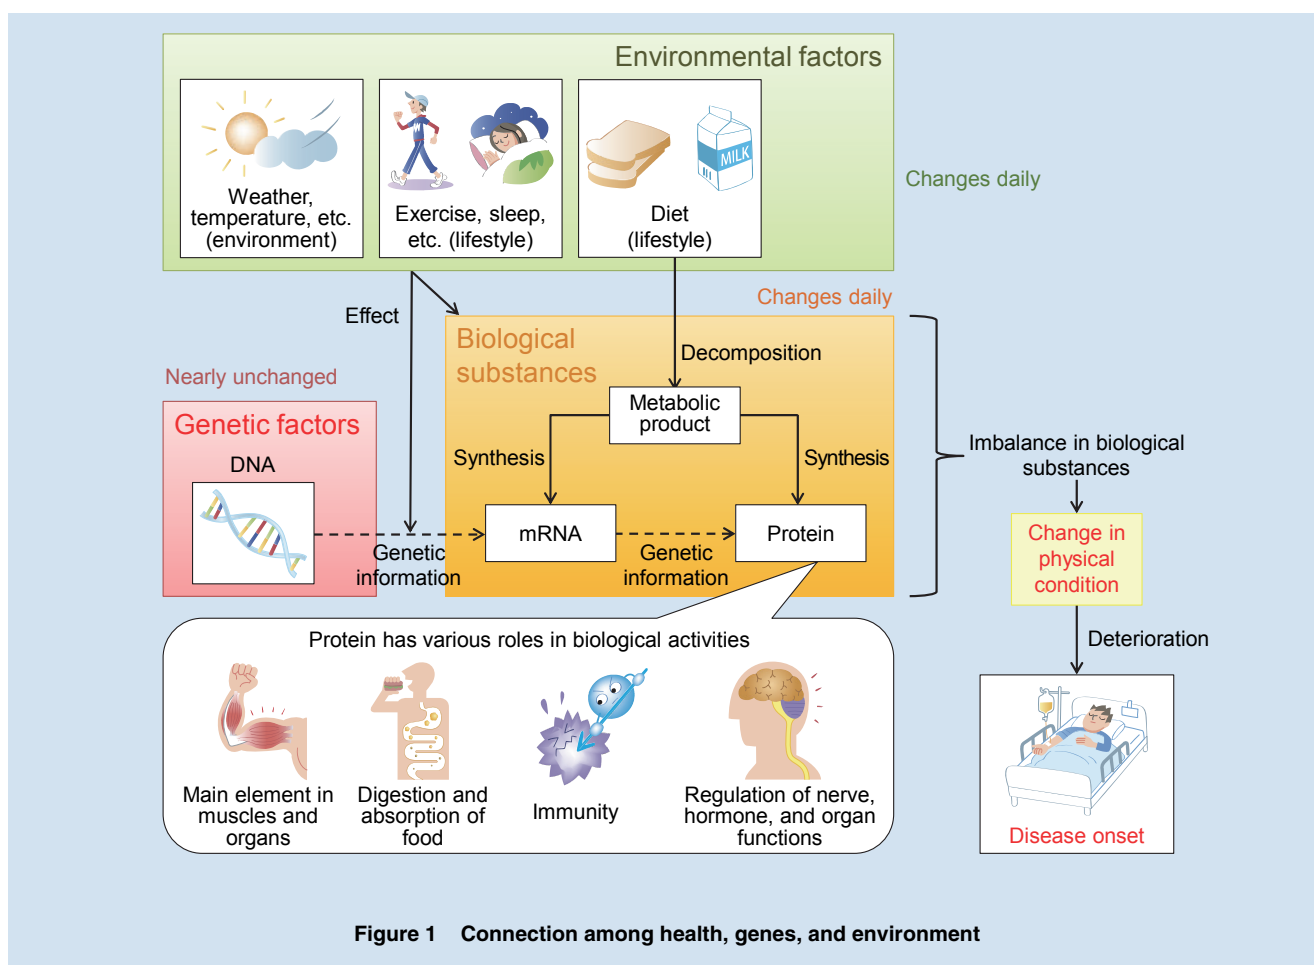 Environmental factors
MILK
Weather,
temperature, etc.
(environment)
Exercise, sleep,
etc. (lifestyle)
Diet
(lifestyle)
Changes daily
Effect
Changes daily
Biological
substances
Decomposition
Nearly unchanged
Genetic factors
DNA
Metabolic
product
Synthesis
Synthesis
mRNA
Protein
Genetic
information
Genetic
information
Imbalance in biological
substances
Change in
physical
condition
Deterioration
Disease onset
Protein has various roles in biological activities
Main element in
muscles and
organs
Digestion and
absorption of
food
Immunity
Regulation of nerve,
hormone, and organ
functions
Figure 1 Connection among health, genes, and environment